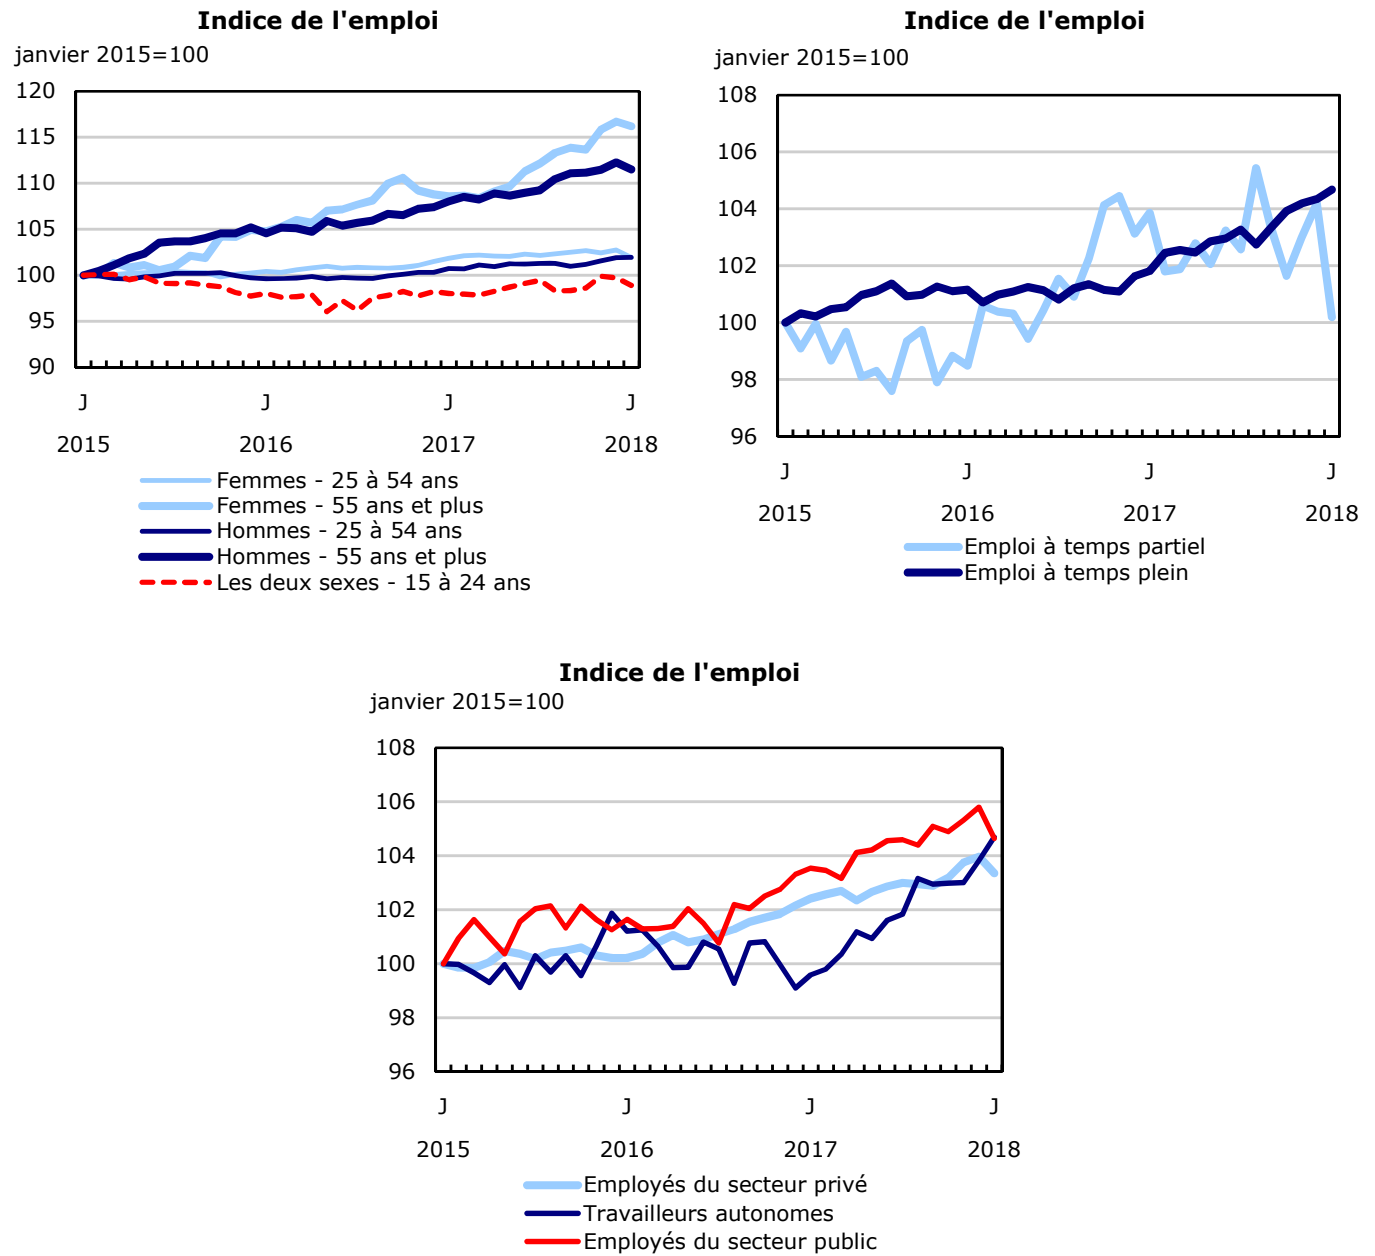 Indice de l'emploi
janvier 2015=100
120
115
110
105
100
95
90
J J J J
2015 2016 2017 2018
Femmes - 25 à 54 ans
Femmes - 55 ans et plus
Hommes - 25 à 54 ans
Hommes - 55 ans et plus
Les deux sexes - 15 à 24 ans
Indice de l'emploi
janvier 2015=100
108
106
104
102
100
98
96
J J J J
2015 2016 2017 2018
Emploi à temps partiel
Emploi à temps plein
Indice de l'emploi
janvier 2015=100
108
106
104
102
100
98
96
J J J J
2015 2016 2017 2018
Employés du secteur privé
Travailleurs autonomes
Employés du secteur public